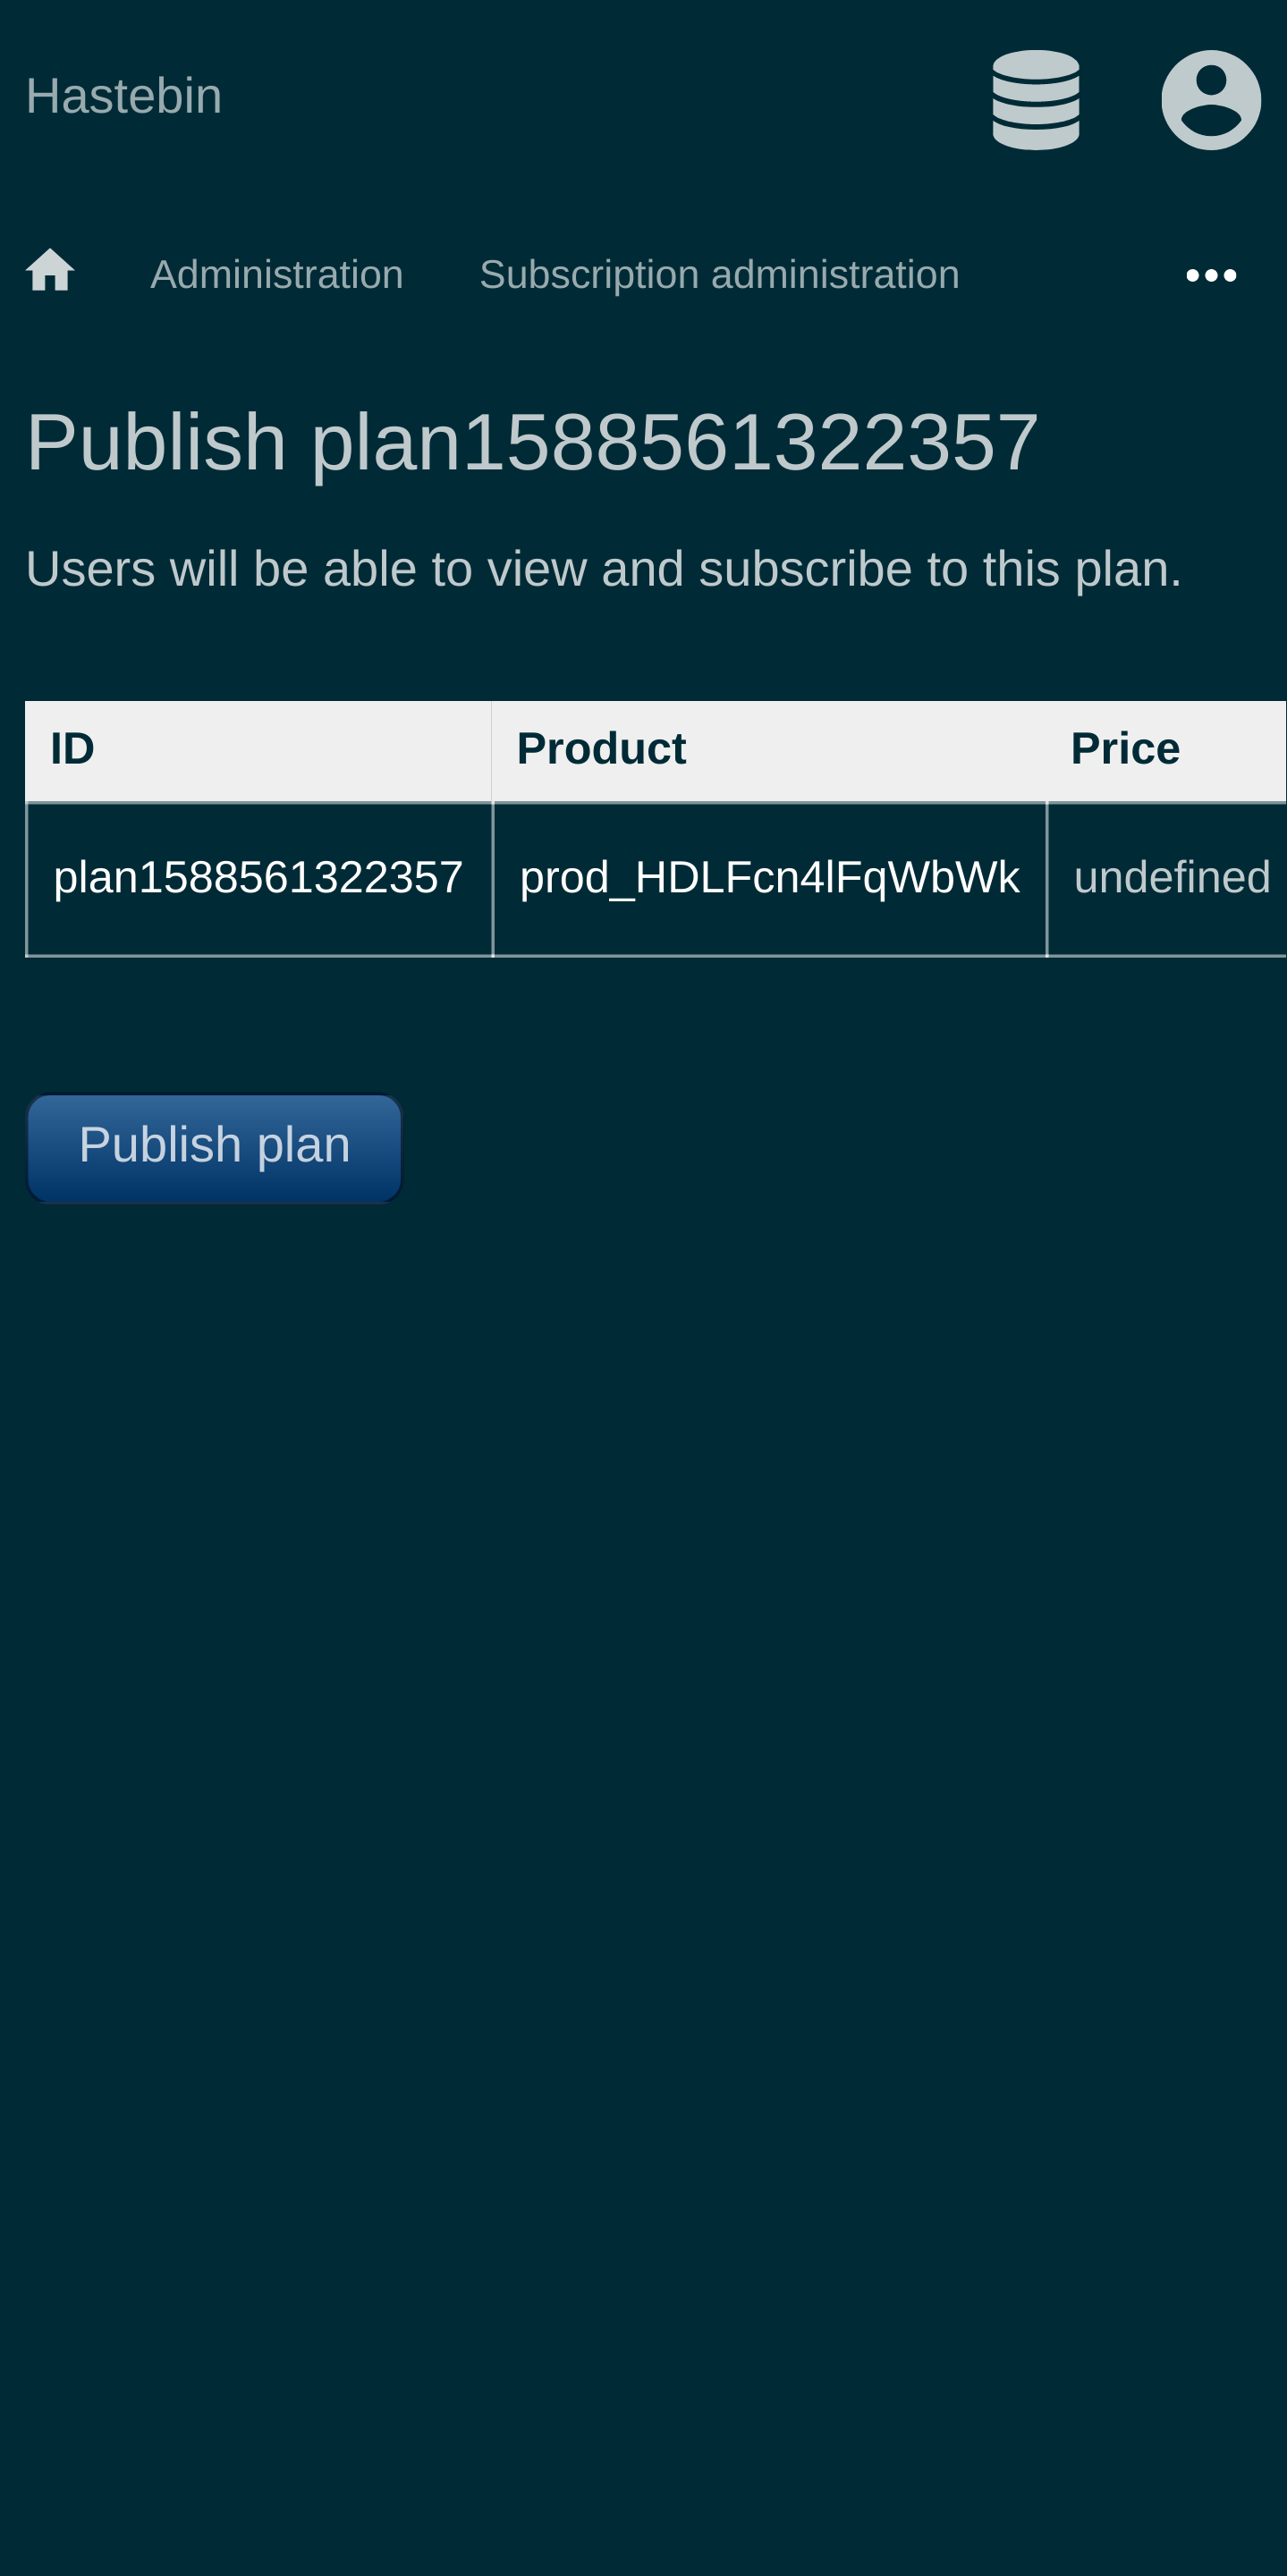 Hastebin
Administration Subscription administration
Publish plan1588561322357
Users will be able to view and subscribe to this plan.
ID Product Price
plan1588561322357 prod_HDLFcn4lFqWbWk undefined
Publish plan